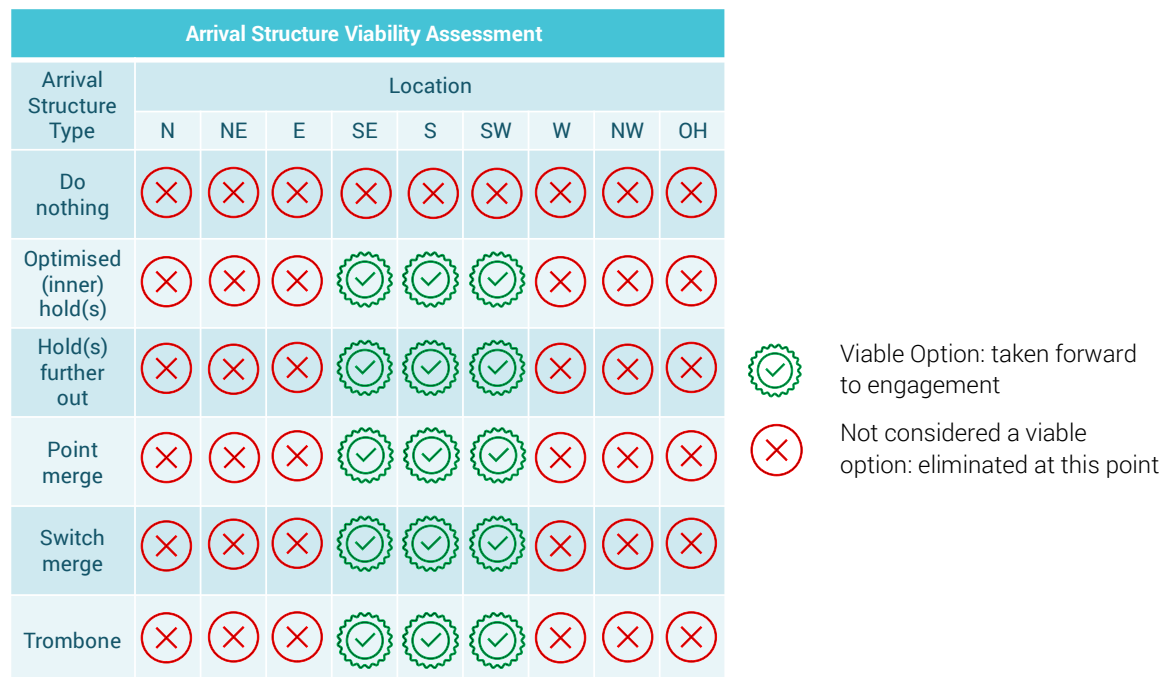 Arrival Structure Viability Assessment
Arrival
Structure
Type
Location
N NE E SE S SW W NW OH
Do
nothing
Optimised
(inner)
hold(s)
Hold(s)
further
out
Point
merge
Switch
merge
Trombone
Viable Option: taken forward
to engagement
Not considered a viable
option: eliminated at this point